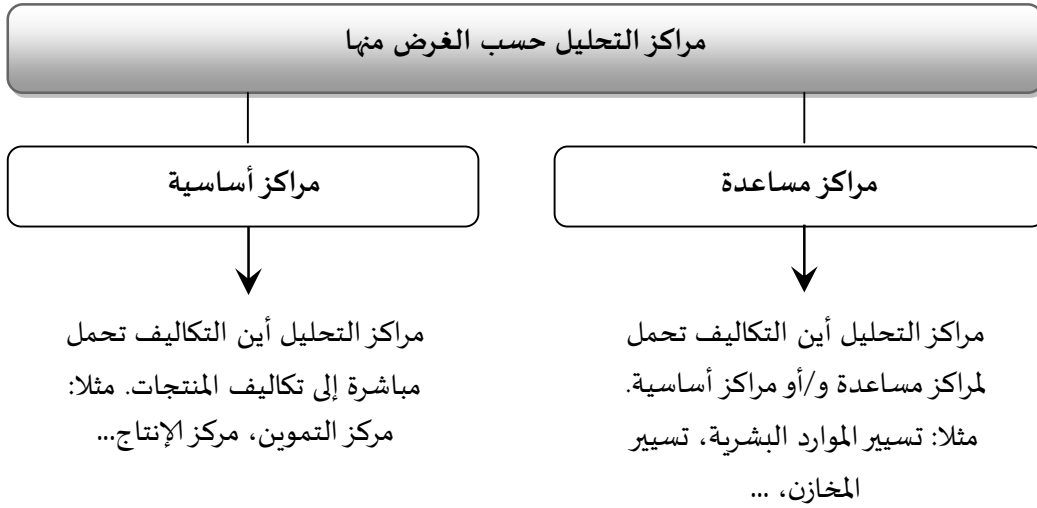 مراكز التحليل حسب الغرض منها
مراكز مساعدة
مراكز التحليل أين التكاليف تحمل
لمراكز مساعدة و/أو مراكز أساسية.
مثلا: تسيير الموارد البشرية، تسيير
المخازن، ...
مراكز أساسية
مراكز التحليل أين التكاليف تحمل
مباشرة إلى تكاليف المنتجات. مثلا:
مركز التموين، مركز الإنتاج...